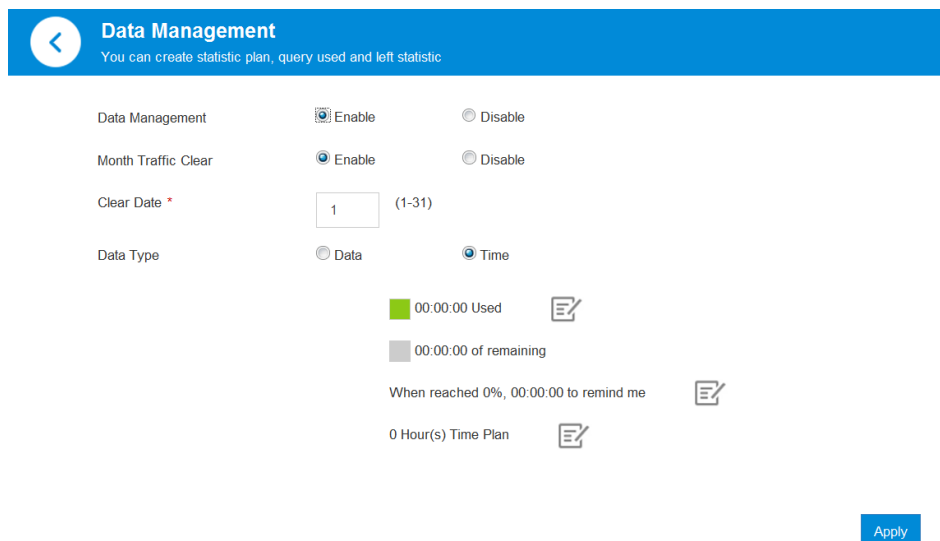 Data Management
You can create statistic plan, query used and left statistic
Data Management Enable Disable
Month Traffic Clear Enable Disable
Clear Date * 1 (1-31)
Data Type Data Time
00:00:00 Used
00:00:00 of remaining
When reached 0%, 00:00:00 to remind me
0 Hour(s) Time Plan
Apply